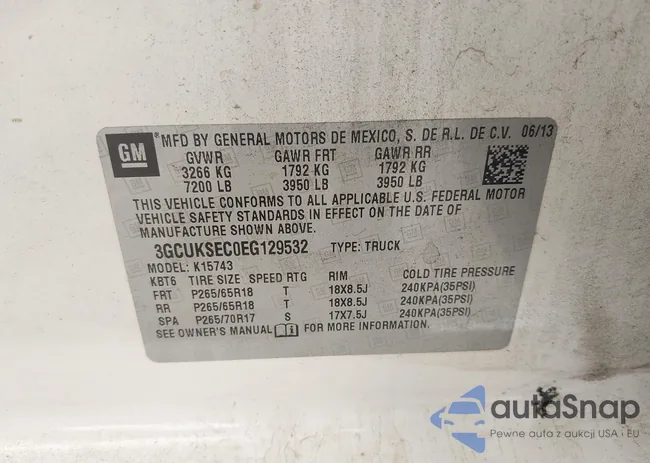 GM
MFD BY GENERAL MOTORS DE MEXICO, S. DE R.L. DE C.V. 06/13
GVWR GAWR FRT GAWR RR
3266 KG 1792 KG 1792 KG
7200 LB 3950 LB 3950 LB
THIS VEHICLE CONFORMS TO ALL APPLICABLE U.S. FEDERAL MOTOR
VEHICLE SAFETY STANDARDS IN EFFECT ON THE DATE OF
MANUFACTURE SHOWN ABOVE.
3GCUKSEC0EG129532 TYPE: TRUCK
MODEL: K15743
KBT6 TIRE SIZE SPEED RTG RIM COLD TIRE PRESSURE
FRT P265/65R18 T 18X8.5J 240KPA(35PSI)
RR P265/65R18 T 18X8.5J 240KPA(35PSI)
SPA P265/70R17 S 17X7.5J 240KPA(35PSI)
SEE OWNER'S MANUAL FOR MORE INFORMATION.
autoSnap
Pewne auta z aukcji USA i EU